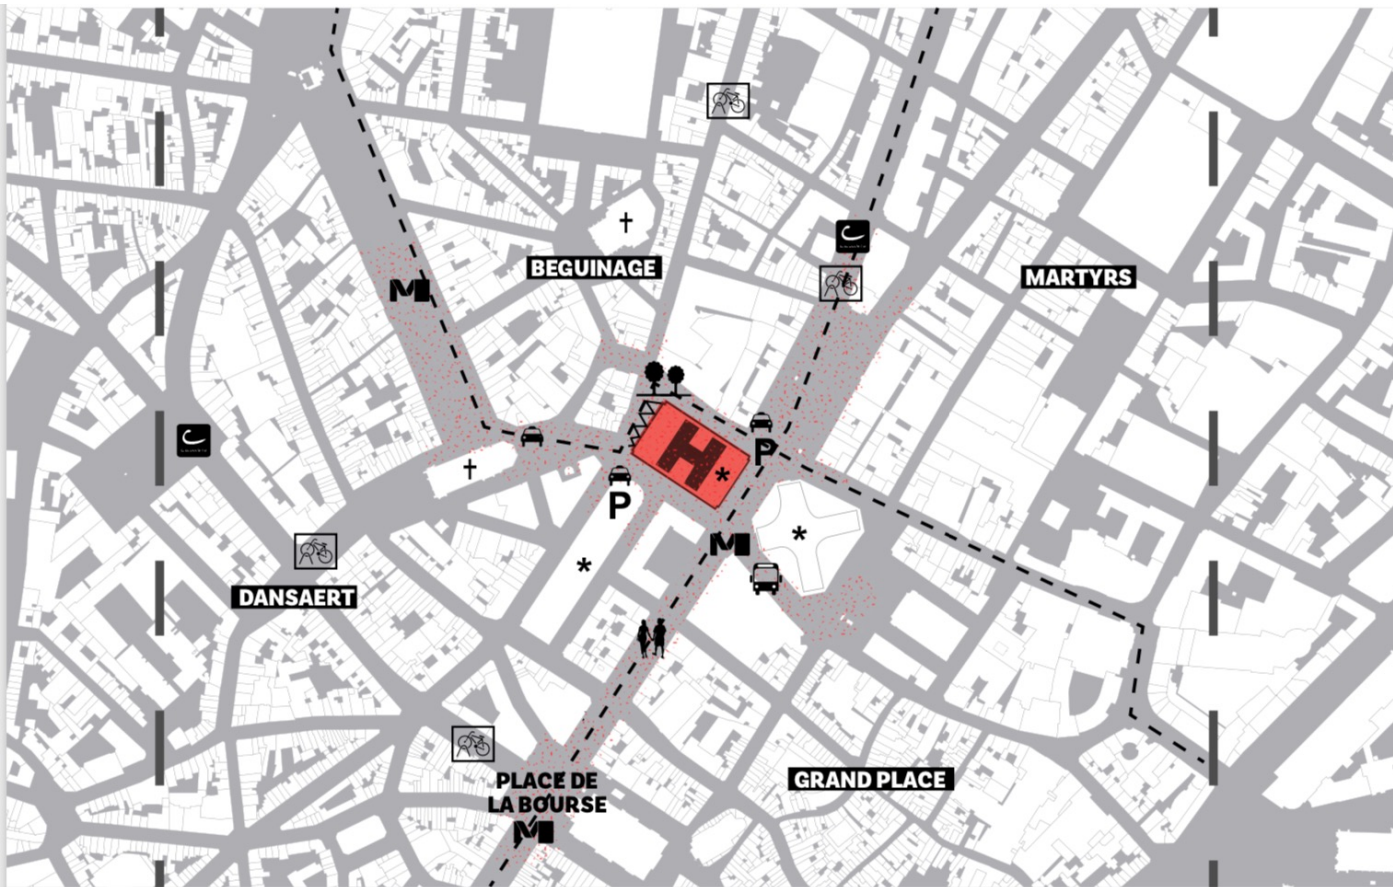 BEGUINAGE
MARTYRS
M
H
P
P
M
DANSAERT
PLACE DE
LA BOURSE
M
GRAND PLACE